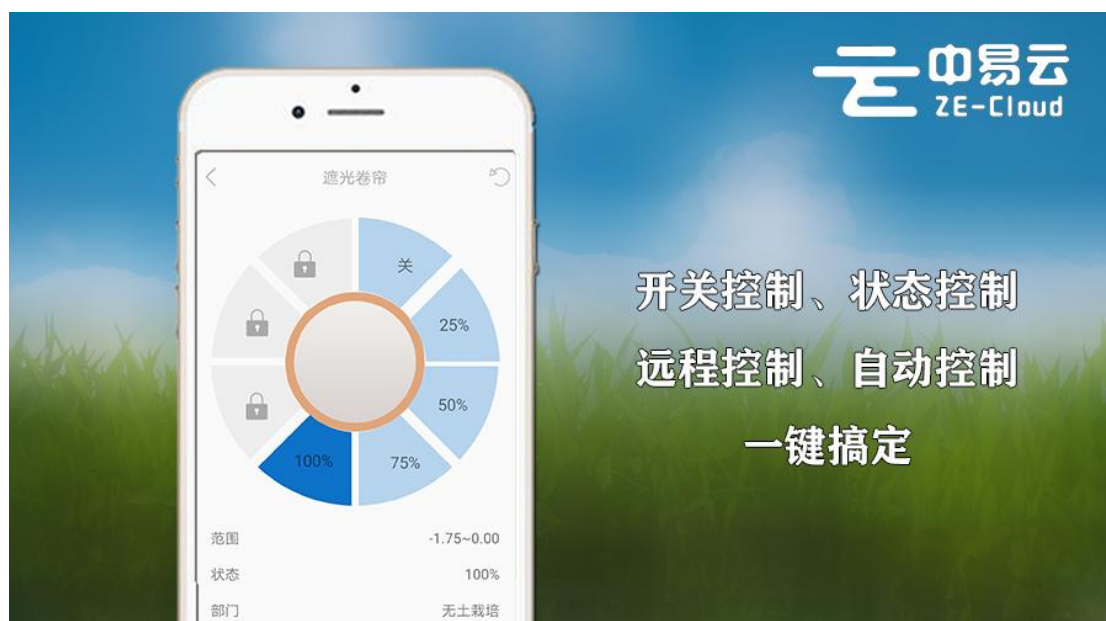 中易云
ZE-Cloud
遮光卷帘
关
25%
50%
75%
100%
范围 -1.75~0.00
状态 100%
部门 无土栽培
开关控制、状态控制
远程控制、自动控制
一键搞定